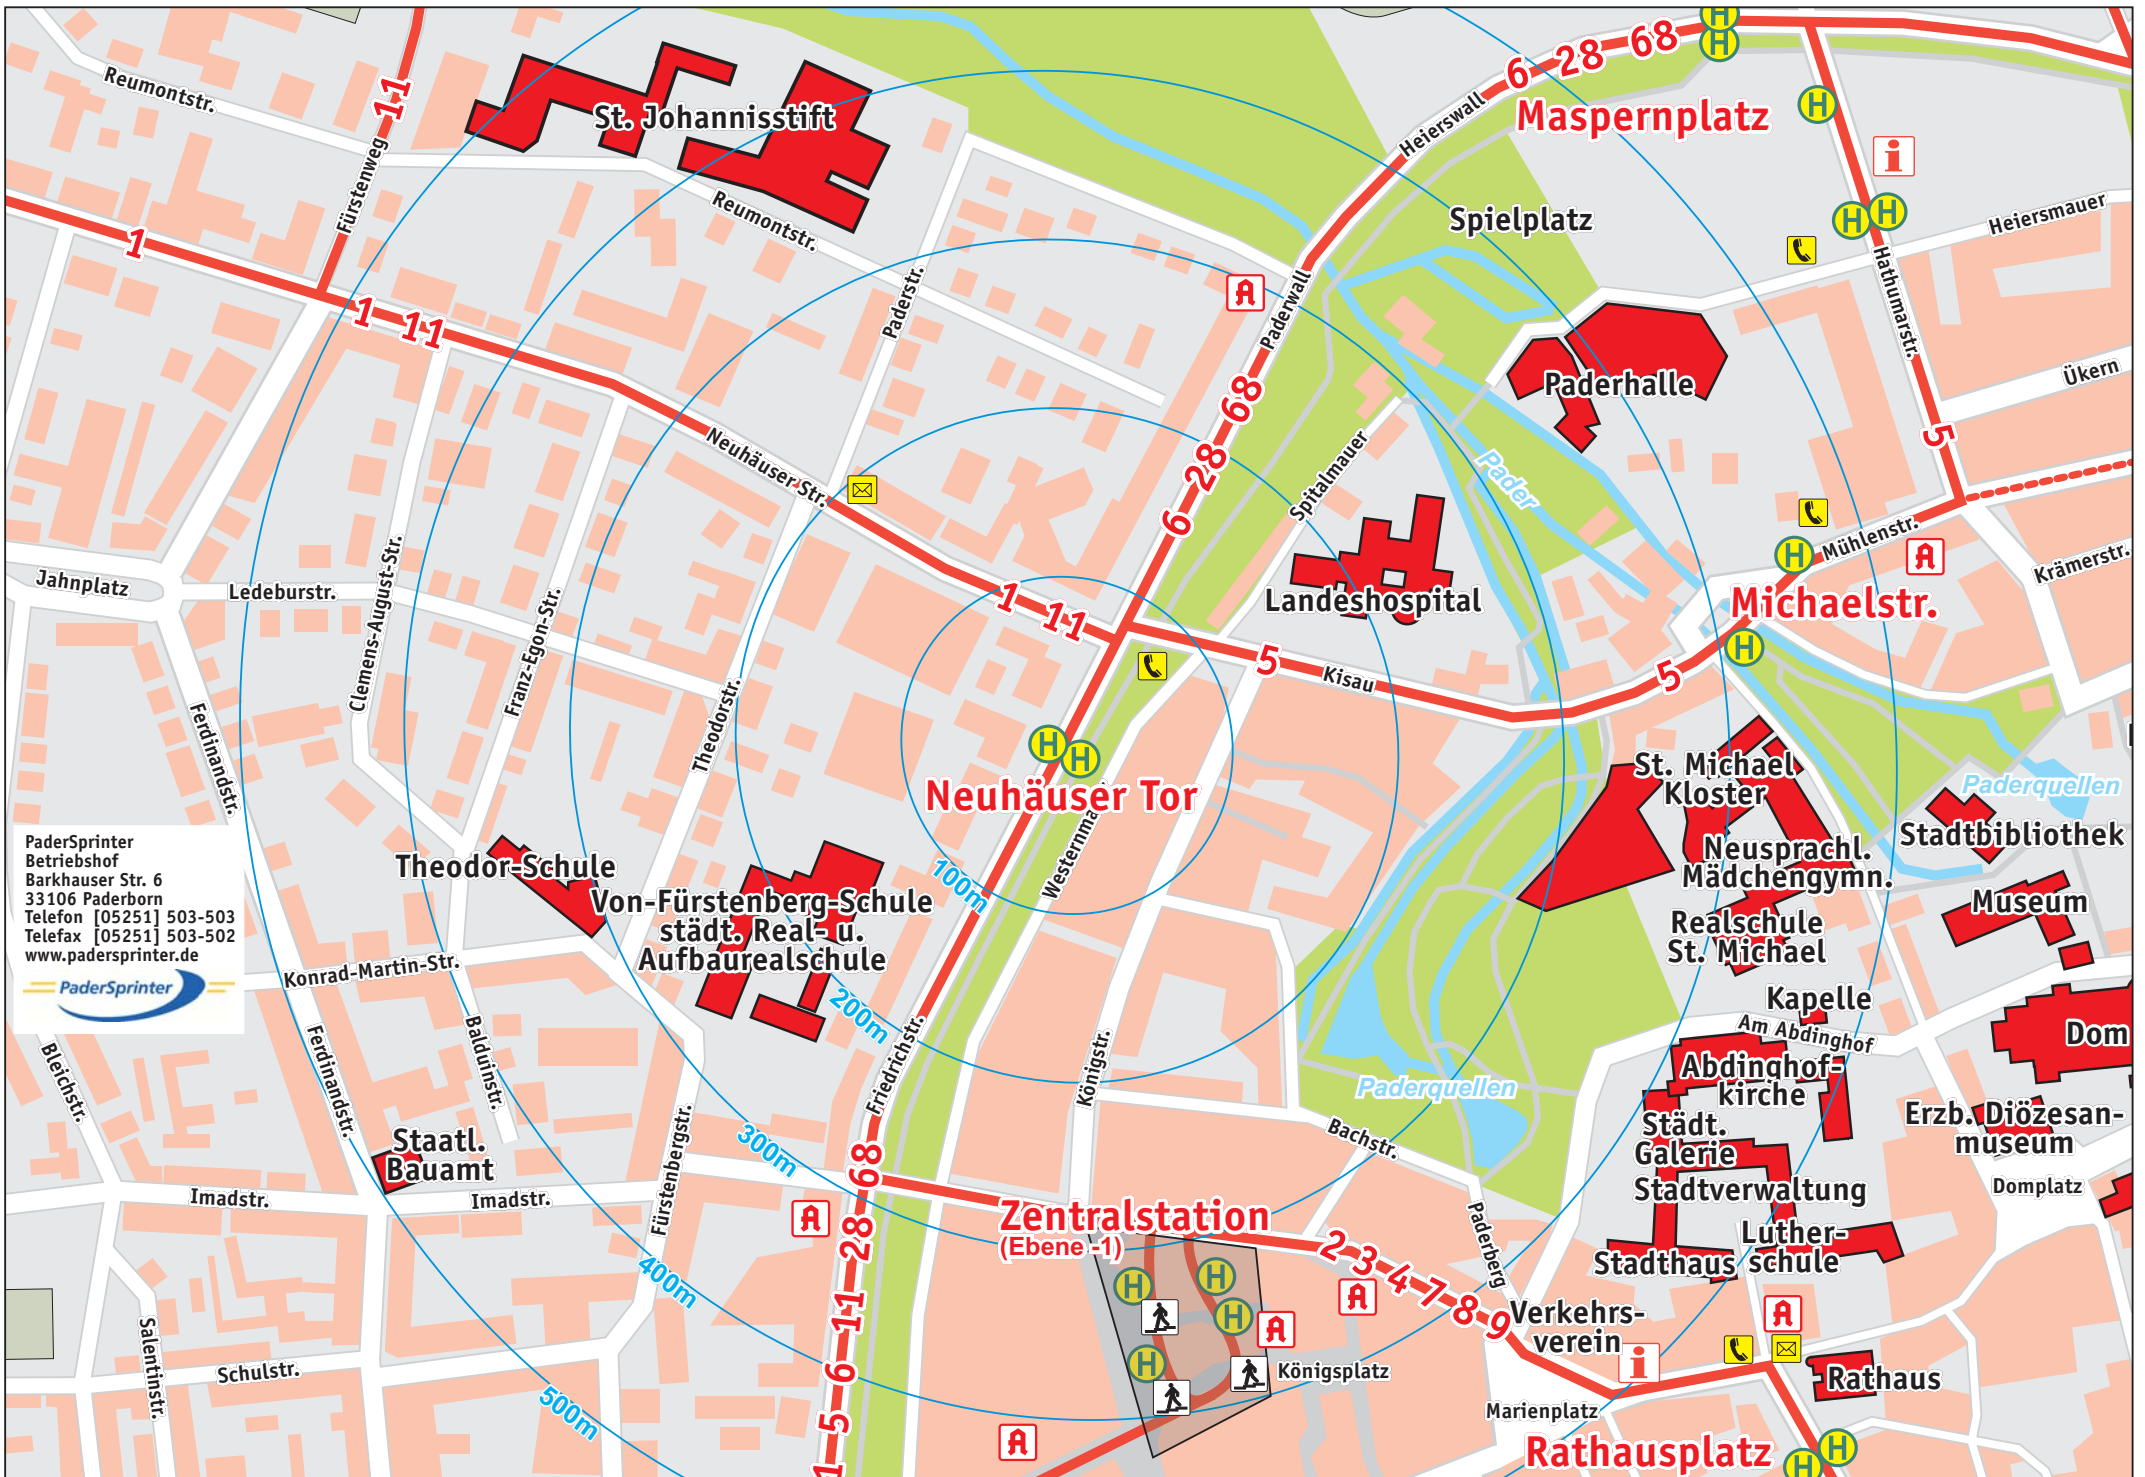 6 28 68
H
H
Maspernplatz
H
i
H H
Reumontstr.
11
Fürstenweg
St. Johannisstift
Reumontstr.
Heierswall
Spielplatz
Heiersmauer
Hathumarstr.
1
1 11
Paderstr.
A
Paderwall
Paderhalle
Ükern
5
Neuhäuser Str.
6 28 68
Spitalmauer
Pader
Mühlenstr.
H
A
Krämerstr.
Michaelstr.
H
Jahnplatz
Ledeburstr.
Clemens-August-Str.
Franz-Egon-Str.
Theodorstr.
Ferdinandstr.
1 11
Landeshospital
5
Kisau
5
H H
Neuhäuser Tor
Westernma
100m
St. Michael
Kloster
Neusprachl.
Mädchengymn.
Realschule
St. Michael
Paderquellen
Stadtbibliothek
Museum
PaderSprinter
Betriebshof
Barkhauser Str. 6
33106 Paderborn
Telefon [05251] 503-503
Telefax [05251] 503-502
www.padersprinter.de
PaderSprinter
Theodor-Schule
Von-Fürstenberg-Schule
städt. Real- u.
Aufbaurealschule
Konrad-Martin-Str.
200m
Kapelle
Am Abdinghof
Dom
Abdinghof-
kirche
Bleichstr.
Ferdinandstr.
Balduinstr.
Friedrichstr.
Königstr.
Paderquellen
Bachstr.
Städt.
Galerie
Erzb. Diözesan-
museum
Staatl.
Bauamt
300m
Fürstenbergstr.
Stadtverwaltung
Domplatz
Imadstr.
Imadstr.
A
68
28
11
6
5
1
Zentralstation
(Ebene -1)
H H
H
H
A
A
2 3 4 7 8 9
Paderberg
Luther-
schule
Stadthaus
400m
Verkehrs-
verein
i
A
Königsplatz
Rathaus
Salentinstr.
Schulstr.
500m
A
Marienplatz
Rathausplatz
H
H